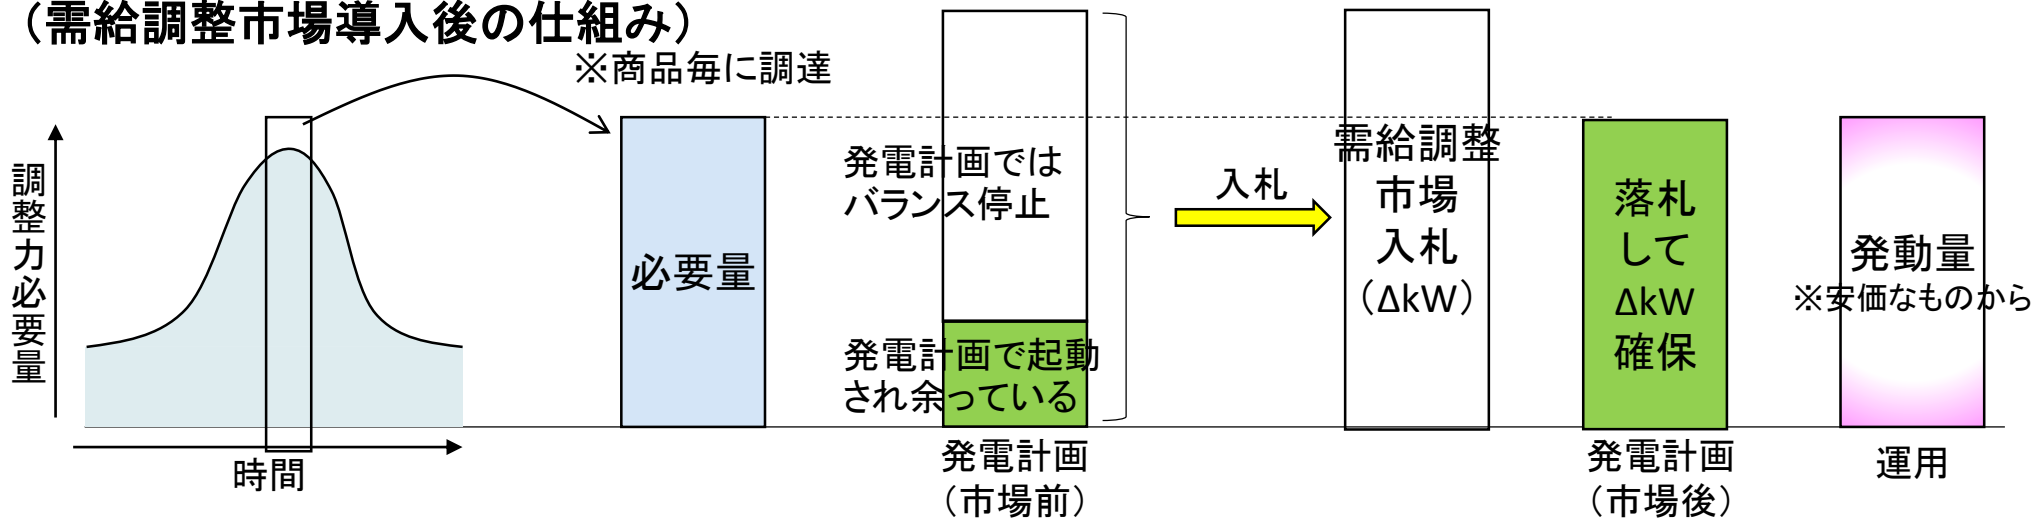 （需給調整市場導入後の仕組み）
※商品毎に調達
調整力必要量
時間
必要量
発電計画では
バランス停止
発電計画で起動
され余っている
発電計画
（市場前）
入札
需給調整
市場
入札
（ΔkW）
落札
して
ΔkW
確保
発電計画
（市場後）
発動量
※安価なものから
運用